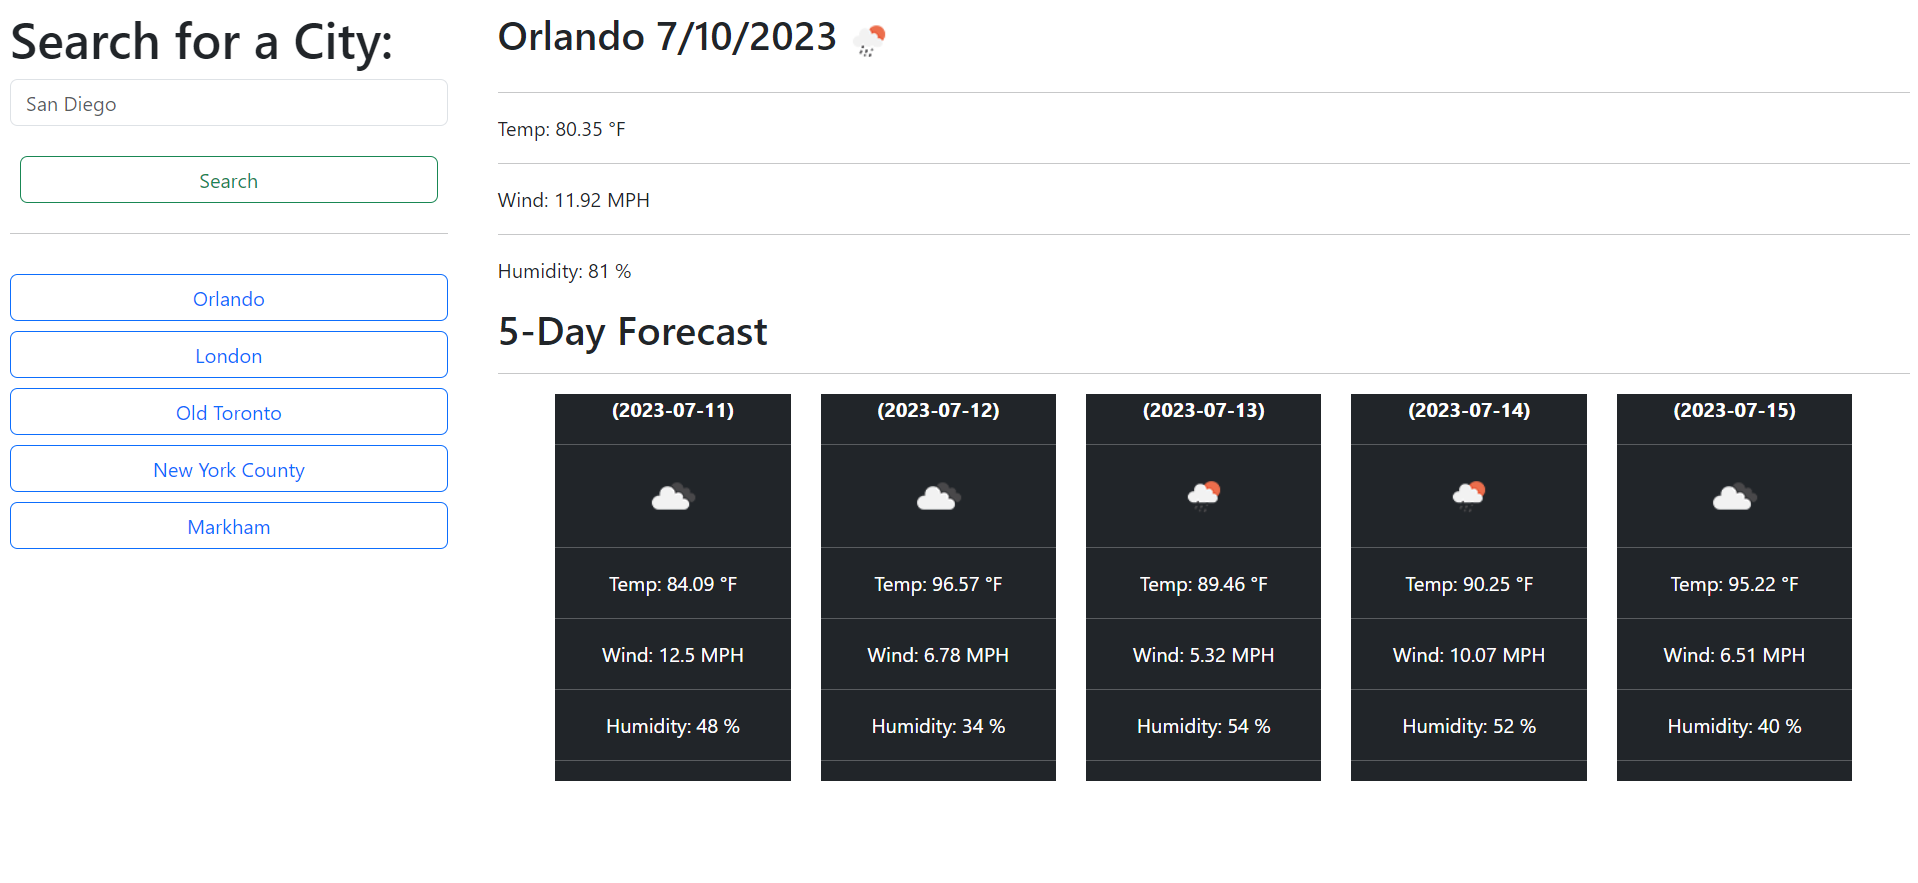 Search for a City:
San Diego
Search
Orlando
London
Old Toronto
New York County
Markham
Orlando 7/10/2023
Temp: 80.35 °F
Wind: 11.92 MPH
Humidity: 81 %
5-Day Forecast
(2023-07-11)
Temp: 84.09 °F
Wind: 12.5 MPH
Humidity: 48 %
(2023-07-12)
Temp: 96.57 °F
Wind: 6.78 MPH
Humidity: 34 %
(2023-07-13)
Temp: 89.46 °F
Wind: 5.32 MPH
Humidity: 54 %
(2023-07-14)
Temp: 90.25 °F
Wind: 10.07 MPH
Humidity: 52 %
(2023-07-15)
Temp: 95.22 °F
Wind: 6.51 MPH
Humidity: 40 %